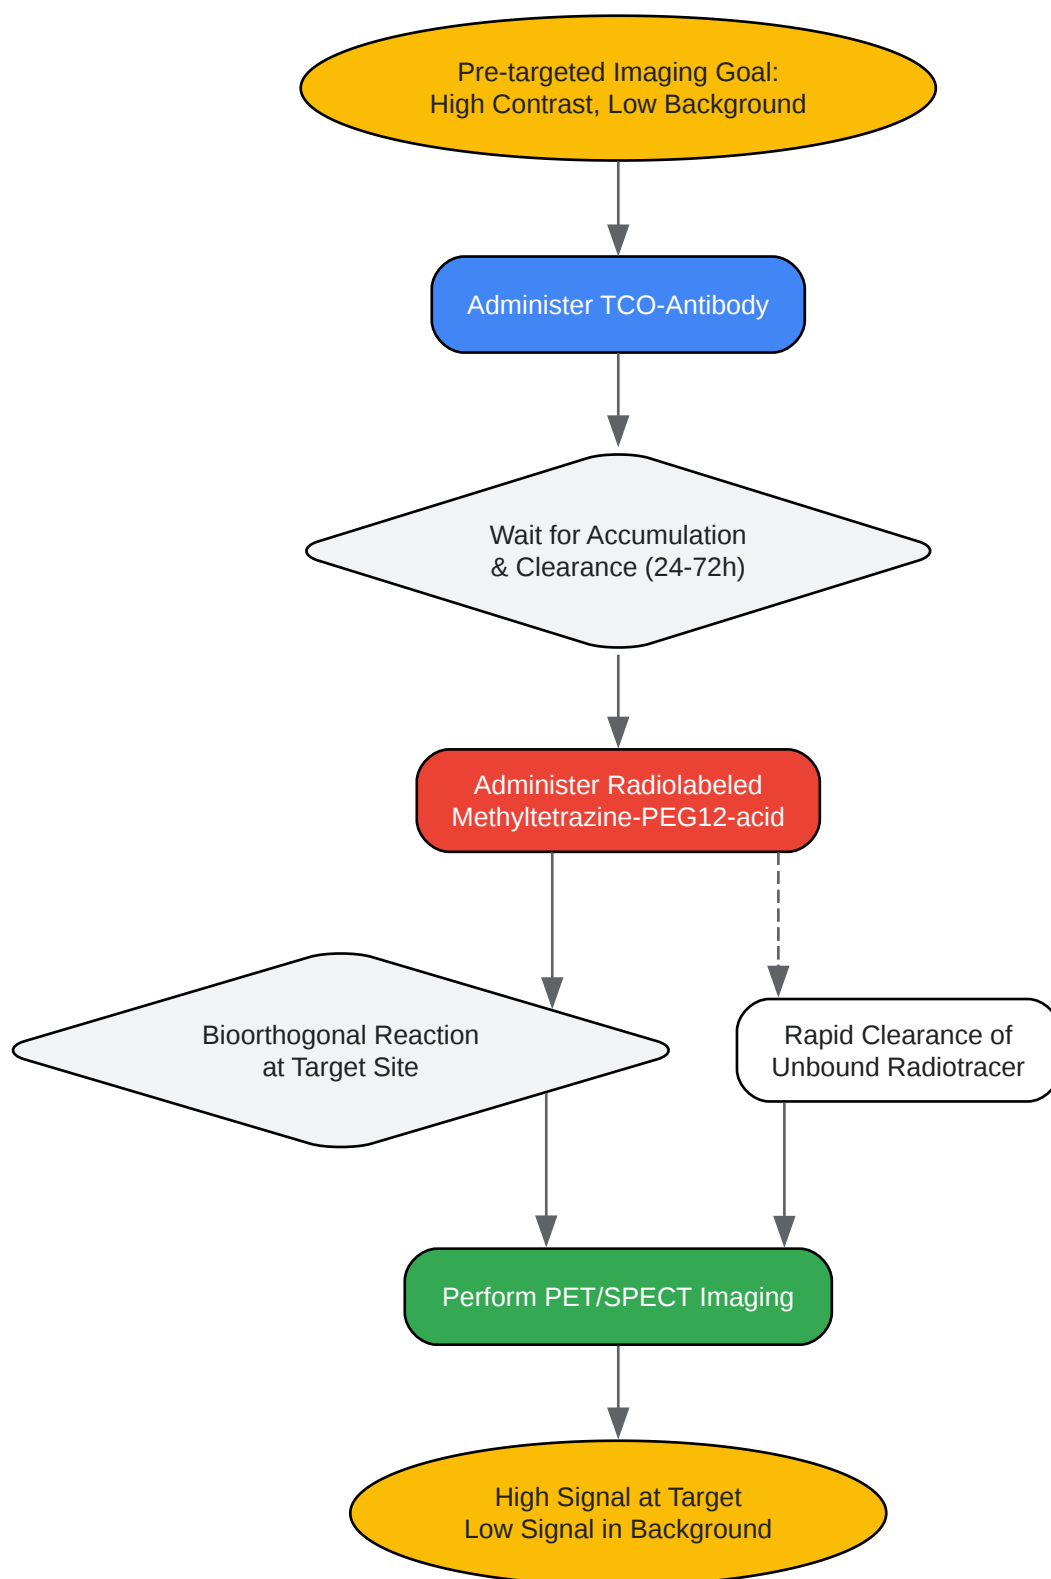 Pre-targeted Imaging Goal:
High Contrast, Low Background
Administer TCO-Antibody
Wait for Accumulation
& Clearance (24-72h)
Administer Radiolabeled
Methyltetrazine-PEG12-acid
Bioorthogonal Reaction
at Target Site
Rapid Clearance of
Unbound Radiotracer
Perform PET/SPECT Imaging
High Signal at Target
Low Signal in Background